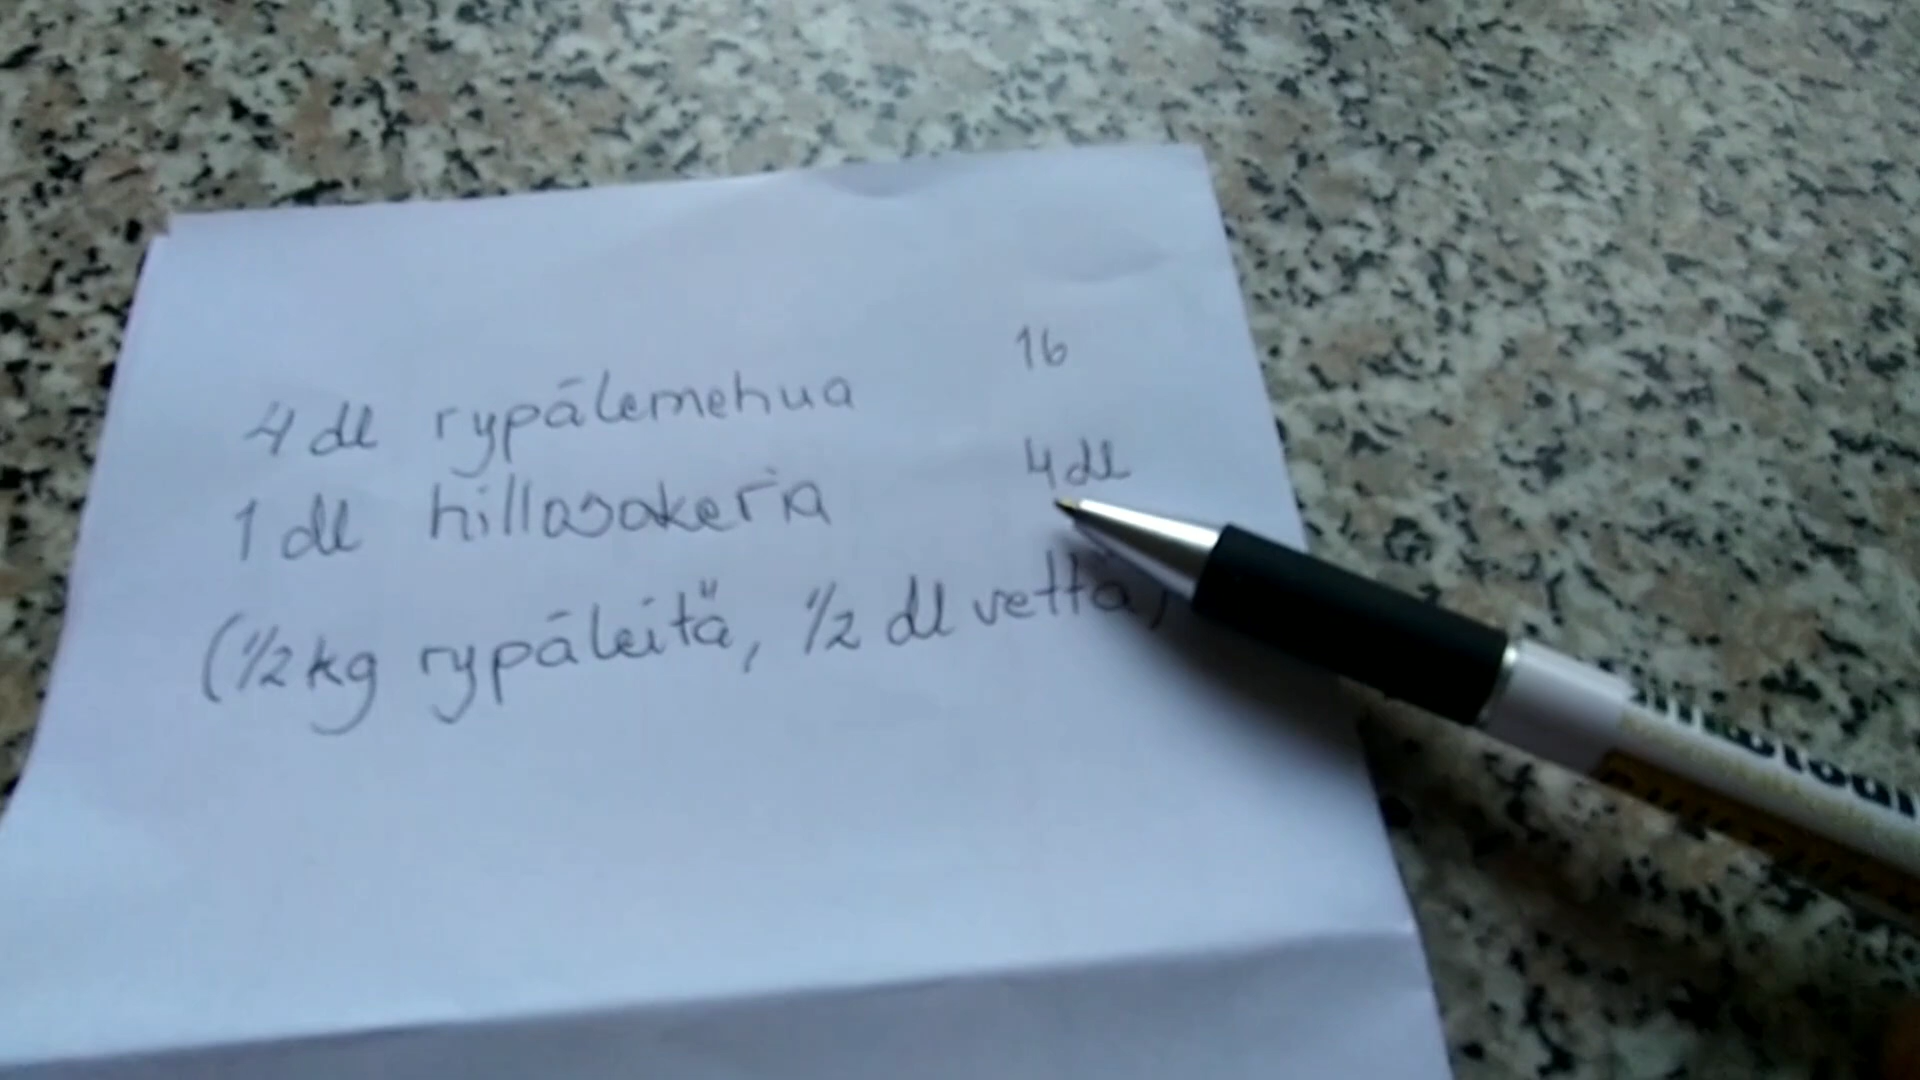 4 dl rypälemehua 16
1 dl hillosokeria 4 dl
(1/2 kg rypäleitä, 1/2 dl vettä)